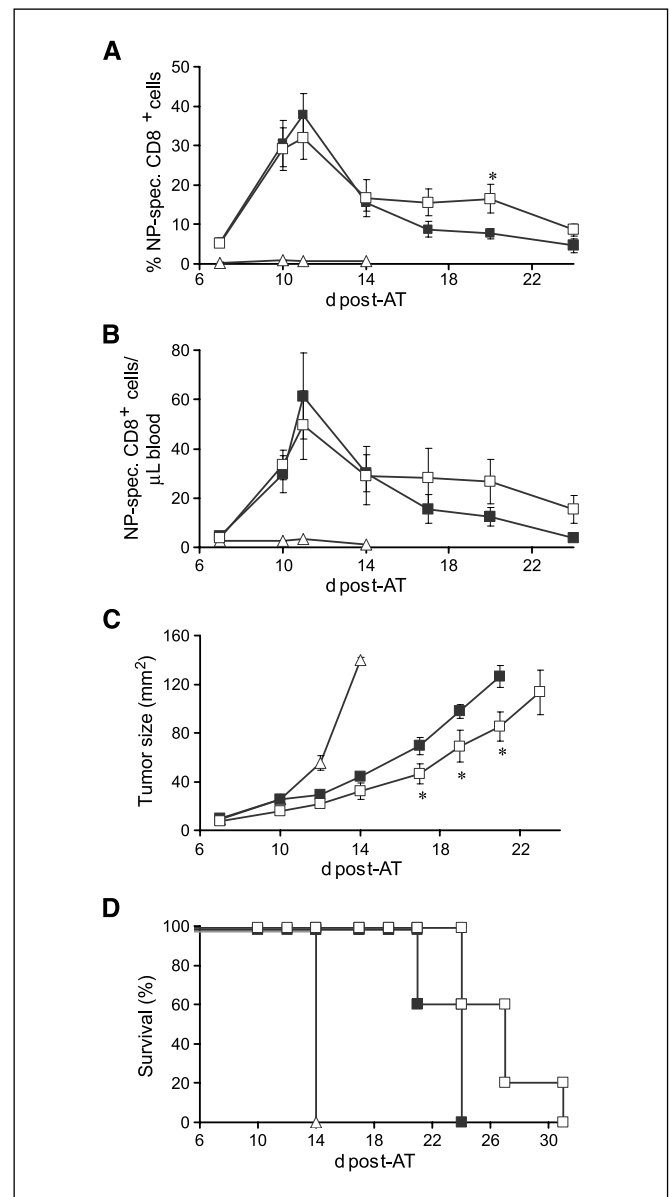 A
% NP-spec. CD8 + cells
50
40
30
20
10
0
*
6 10 14 18 22
d post-AT
B
NP-spec. CD8+ cells/
μL blood
80
60
40
20
0
6 10 14 18 22
d post-AT
C
Tumor size (mm2)
160
120
80
40
0
* * *
6 10 14 18 22
d post-AT
D
Survival (%)
100
80
60
40
20
0
6 10 14 18 22 26 30
d post-AT